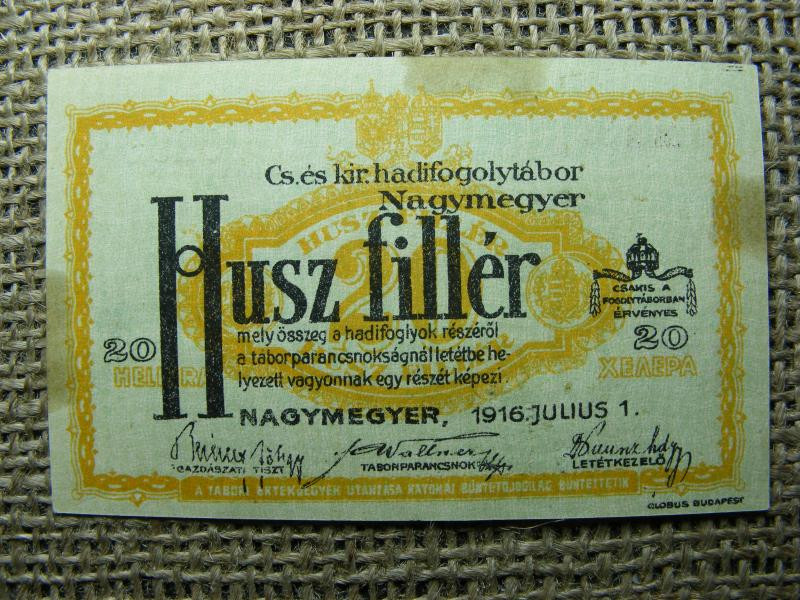 Cs. és kir. hadifogolytábor
Nagymegyer
HUSZ
Husz fillér
CSAKIS A
FOGOLYTÁBORBAN
ÉRVÉNYES
mely összeg a hadifoglyok részéről
a táborparancsnokságnál letétbe he-
lyezett vagyonnak egy részét képezi.
20
20
ХЕЛЕРА
NAGYMEGYER, 1916. JULIUS 1.
GAZDÁSZATI TISZT
TÁBORPARANCSNOK
LETÉTKEZELŐ
A TÁBORI ÉRTÉKJEGYEK UTÁNZÁSA KATONAI BÜNTETŐJOGILAG BÜNTETTETIK
GLOBUS BUDAPEST